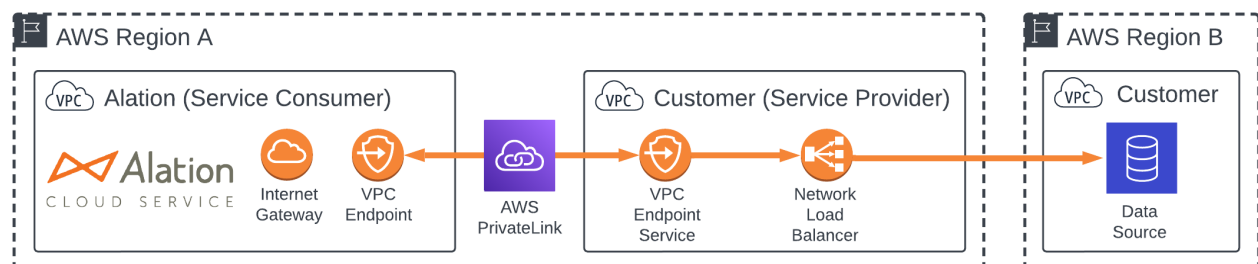 AWS Region A
AWS Region B
VPC
Alation (Service Consumer)
VPC
Customer (Service Provider)
VPC
Customer
Alation
CLOUD SERVICE
Internet
Gateway
VPC
Endpoint
AWS
PrivateLink
VPC
Endpoint
Service
Network
Load
Balancer
Data
Source